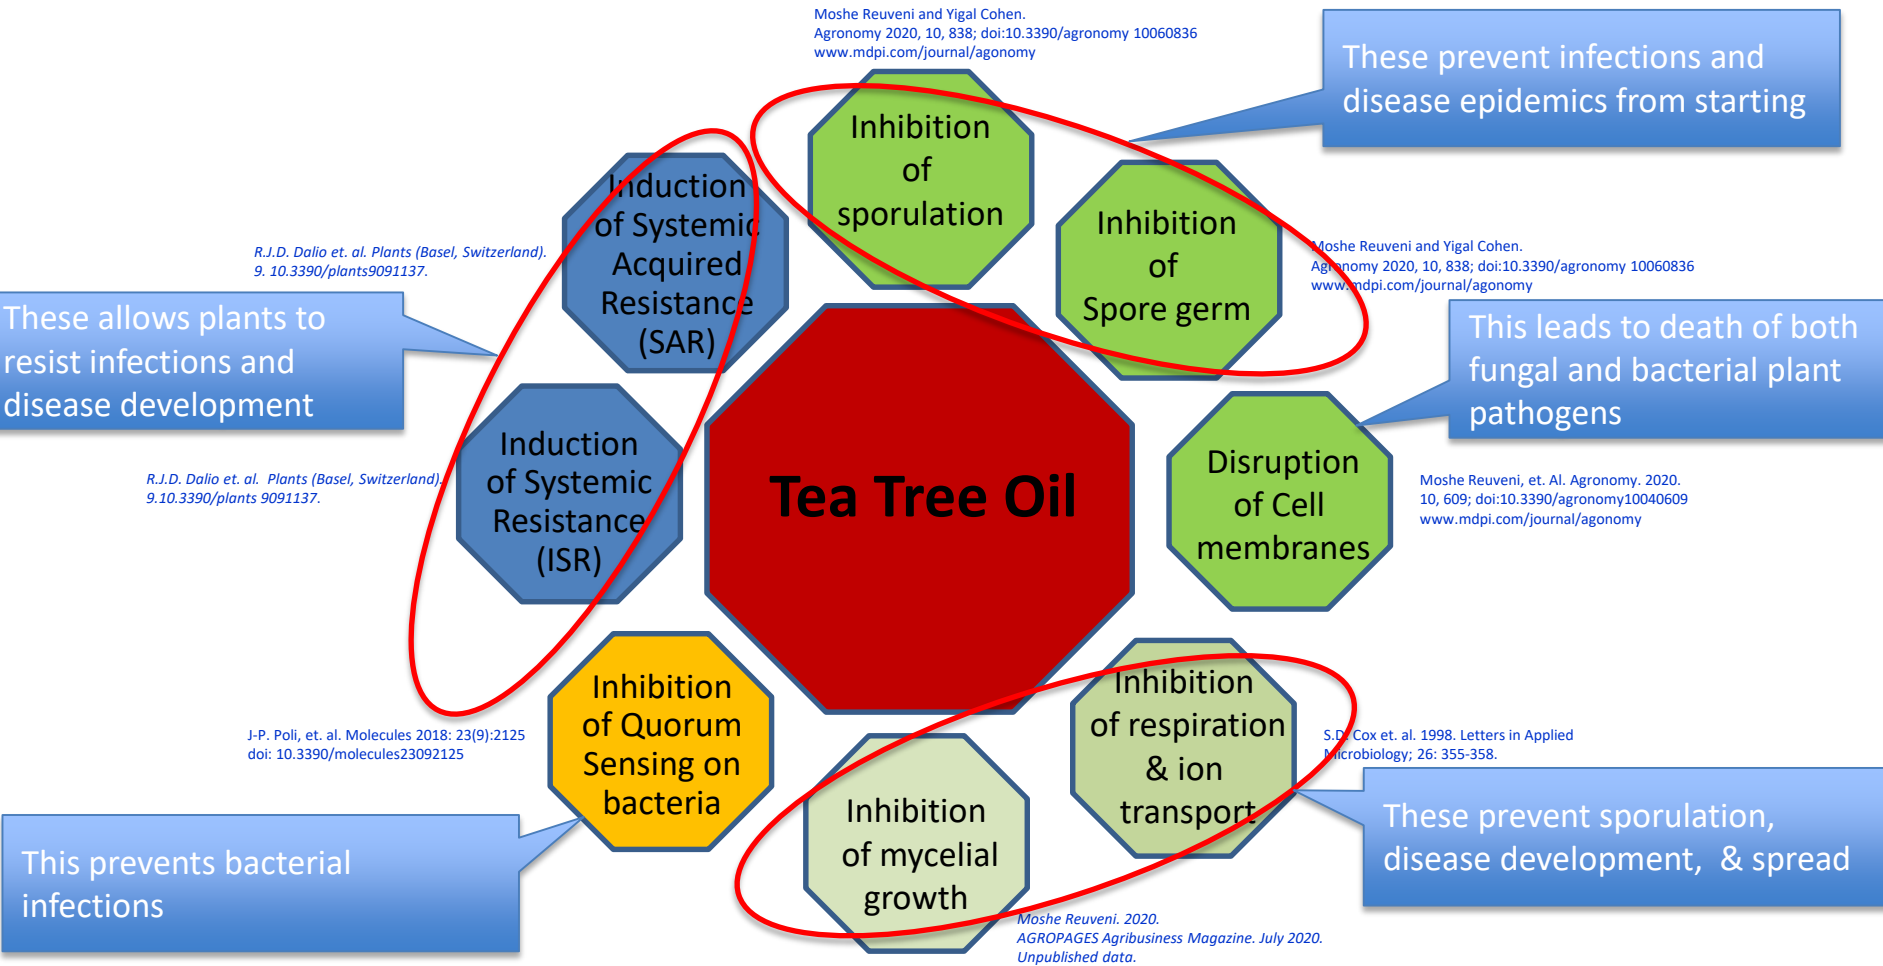 Moshe Reuveni and Yigal Cohen.
Agronomy 2020, 10, 838; doi:10.3390/agronomy 10060836
www.mdpi.com/journal/agonomy
These prevent infections and
disease epidemics from starting
Inhibition
of
sporulation
Induction
of Systemic
Acquired
Resistance
(SAR)
Inhibition
of
Spore germ
R.J.D. Dalio et. al. Plants (Basel, Switzerland).
9. 10.3390/plants9091137.
Moshe Reuveni and Yigal Cohen.
Agronomy 2020, 10, 838; doi:10.3390/agronomy 10060836
www.mdpi.com/journal/agonomy
These allows plants to
resist infections and
disease development
This leads to death of both
fungal and bacterial plant
pathogens
Induction
of Systemic
Resistance
(ISR)
Tea Tree Oil
Disruption
of Cell
membranes
R.J.D. Dalio et. al. Plants (Basel, Switzerland).
9.10.3390/plants 9091137.
Moshe Reuveni, et. Al. Agronomy. 2020.
10, 609; doi:10.3390/agronomy10040609
www.mdpi.com/journal/agonomy
Inhibition
of Quorum
Sensing on
bacteria
Inhibition
of respiration
& ion
transport
J-P. Poli, et. al. Molecules 2018: 23(9):2125
doi: 10.3390/molecules23092125
S.D. Cox et. al. 1998. Letters in Applied
Microbiology; 26: 355-358.
Inhibition
of mycelial
growth
These prevent sporulation,
disease development, & spread
This prevents bacterial
infections
Moshe Reuveni. 2020.
AGROPAGES Agribusiness Magazine. July 2020.
Unpublished data.